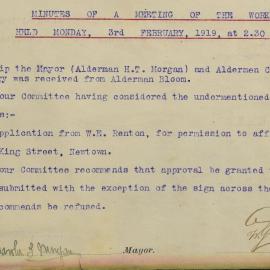 MINUTES OF A MEETING OF THE WORK
HELD MONDAY, 3rd FEBRUARY, 1919, at 2.30
ip the Mayor (Alderman H.T. Morgan) and Aldermen C
y was received from Alderman Bloom.
our Committee having considered the undermentioned
s:-
pplication from W.E. Renton, for permission to aff
King Street, Newtown.
our Committee recommends that approval be granted
submitted with the exception of the sign across the
commends be refused.
Mayor.